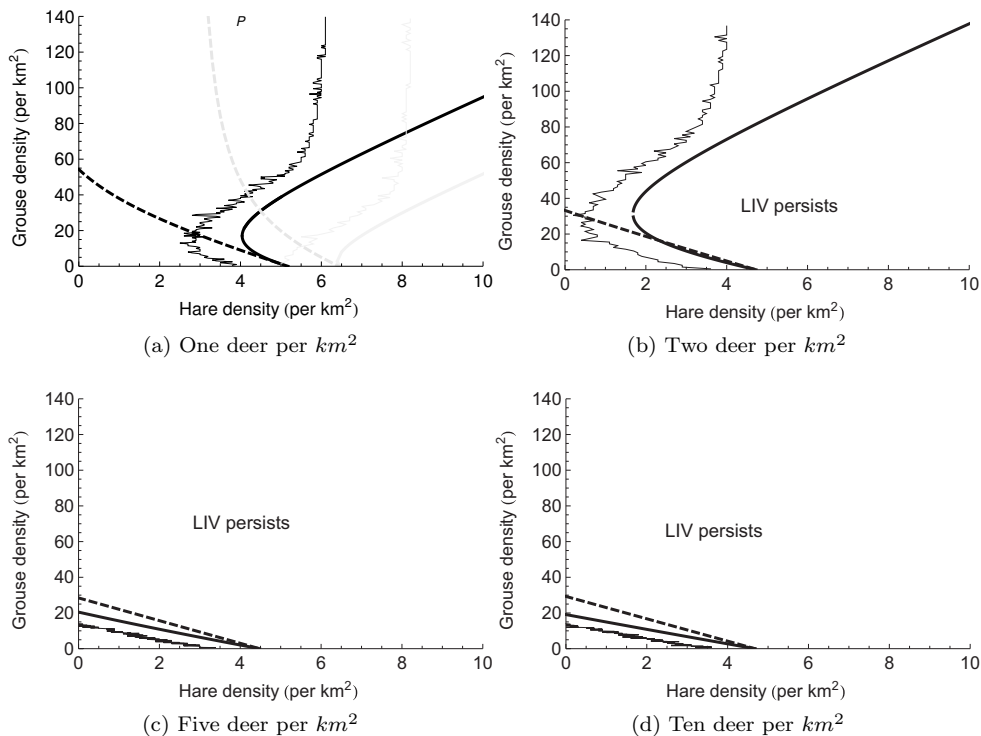 P
140
120
100
80
60
40
20
0
Grouse density (per km²)
0 2 4 6 8 10
Hare density (per km²)
(a) One deer per km²
140
120
100
80
60
40
20
0
Grouse density (per km²)
LIV persists
0 2 4 6 8 10
Hare density (per km²)
(b) Two deer per km²
140
120
100
80
60
40
20
0
Grouse density (per km²)
LIV persists
0 2 4 6 8 10
Hare density (per km²)
(c) Five deer per km²
140
120
100
80
60
40
20
0
Grouse density (per km²)
LIV persists
0 2 4 6 8 10
Hare density (per km²)
(d) Ten deer per km²